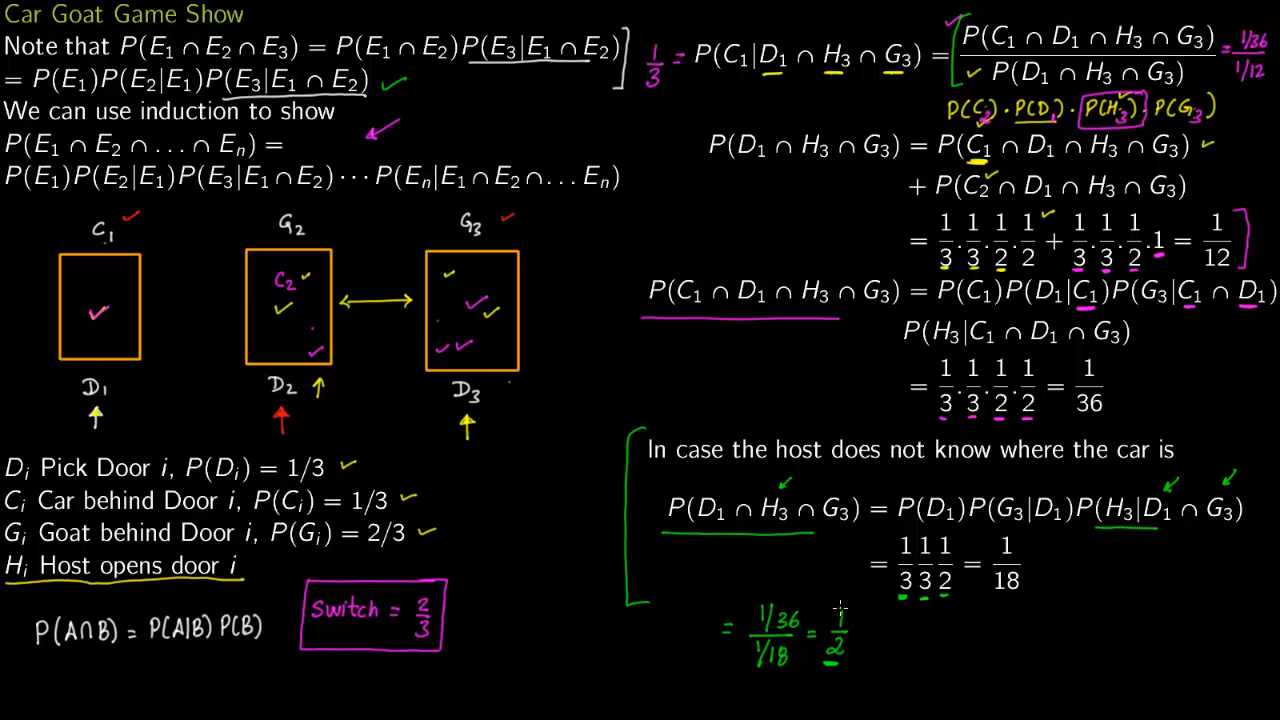 Car Goat Game Show
Note that P(E₁ ∩ E₂ ∩ E₃) = P(E₁ ∩ E₂)P(E₃|E₁ ∩ E₂)
= P(E₁)P(E₂|E₁)P(E₃|E₁ ∩ E₂)
We can use induction to show
P(E₁ ∩ E₂ ∩ . . . ∩ Eₙ) =
P(E₁)P(E₂|E₁)P(E₃|E₁∩E₂) · · · P(Eₙ|E₁∩E₂∩. . . Eₙ)
C₁ G₂ G₃
C₂
D₁ D₂ D₃
Dᵢ Pick Door i, P(Dᵢ) = 1/3
Cᵢ Car behind Door i, P(Cᵢ) = 1/3
Gᵢ Goat behind Door i, P(Gᵢ) = 2/3
Hᵢ Host opens door i
P(A∩B) = P(A|B) P(B)
Switch = 2/3
1/3 = P(C₁|D₁ ∩ H₃ ∩ G₃) = P(C₁ ∩ D₁ ∩ H₃ ∩ G₃) / P(D₁ ∩ H₃ ∩ G₃) = 1/36 / 1/12
P(C₂) · P(D₁) · P(H₃) · P(G₃)
P(D₁ ∩ H₃ ∩ G₃) = P(C₁ ∩ D₁ ∩ H₃ ∩ G₃)
+ P(C₂ ∩ D₁ ∩ H₃ ∩ G₃)
= 1/3 . 1/3 . 1/2 . 1/2 + 1/3 . 1/3 . 1/2 . 1 = 1/12
P(C₁ ∩ D₁ ∩ H₃ ∩ G₃) = P(C₁)P(D₁|C₁)P(G₃|C₁ ∩ D₁)
P(H₃|C₁ ∩ D₁ ∩ G₃)
= 1/3 . 1/3 . 1/2 . 1/2 = 1/36
In case the host does not know where the car is
P(D₁ ∩ H₃ ∩ G₃) = P(D₁)P(G₃|D₁)P(H₃|D₁ ∩ G₃)
= 1/3 1/3 1/2 = 1/18
= 1/36 / 1/18 = 1/2